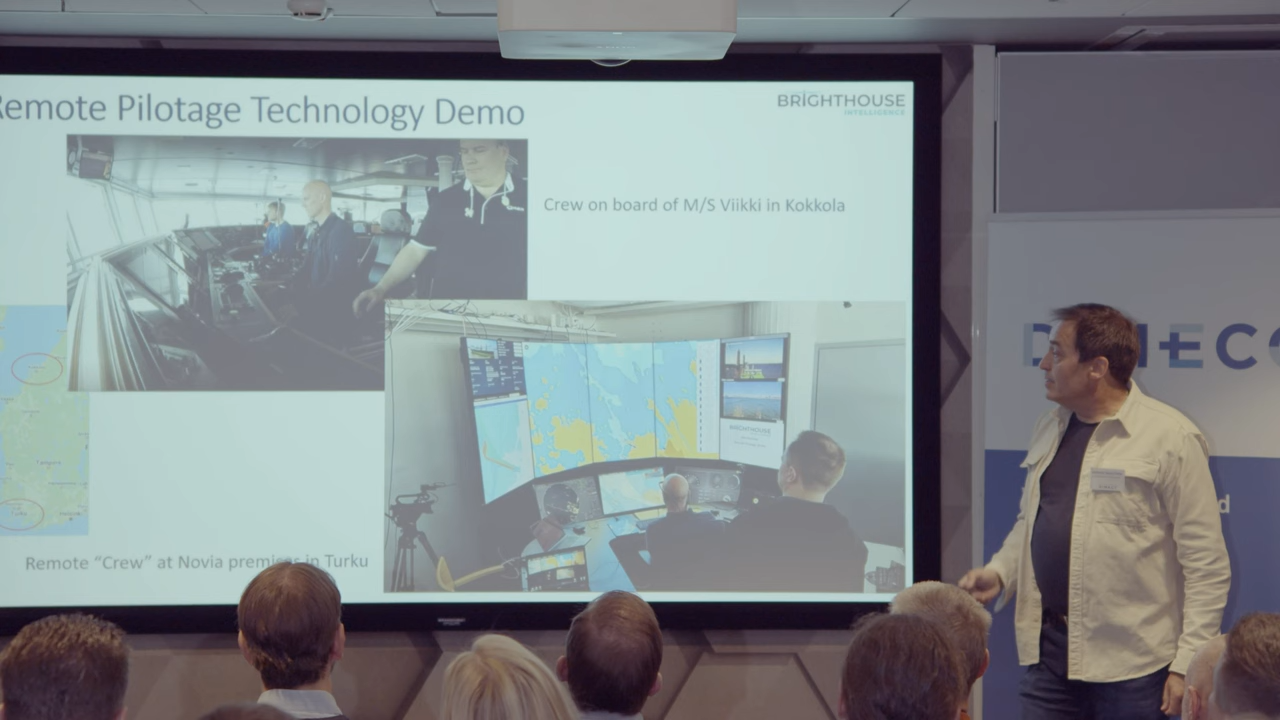 Remote Pilotage Technology Demo
BRIGHTHOUSE
INTELLIGENCE
Crew on board of M/S Viikki in Kokkola
BRIGHTHOUSE
Remote "Crew" at Novia premises in Turku